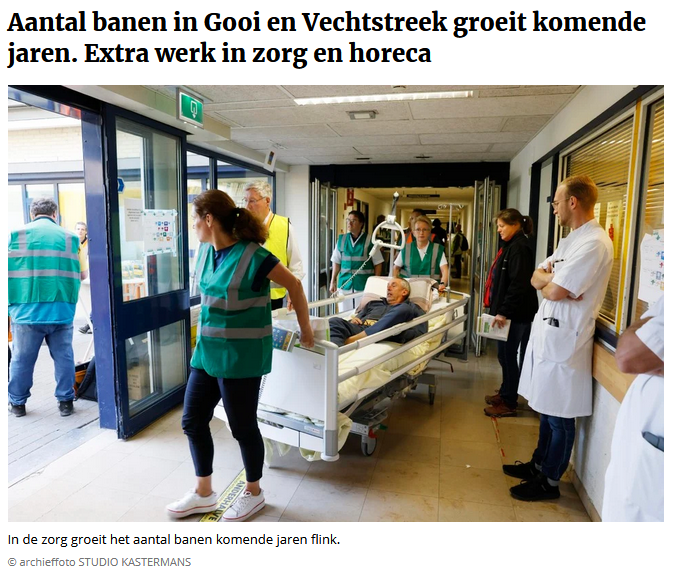 Aantal banen in Gooi en Vechtstreek groeit komende
jaren. Extra werk in zorg en horeca
In de zorg groeit het aantal banen komende jaren flink.
© archieffoto STUDIO KASTERMANS